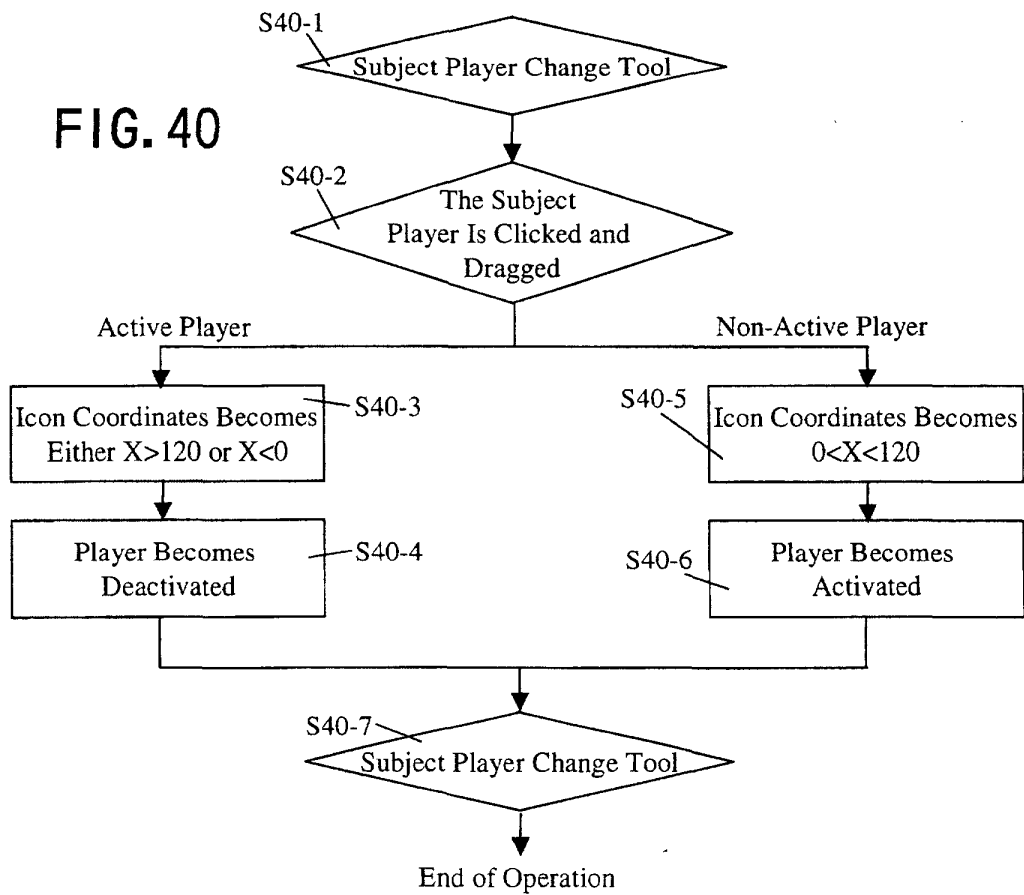 S40-1
Subject Player Change Tool
FIG. 40
S40-2
The Subject
Player Is Clicked and
Dragged
Active Player
Non-Active Player
Icon Coordinates Becomes
Either X>120 or X<0
S40-3
S40-5
Icon Coordinates Becomes
0<X<120
Player Becomes
Deactivated
S40-4
S40-6
Player Becomes
Activated
S40-7
Subject Player Change Tool
End of Operation